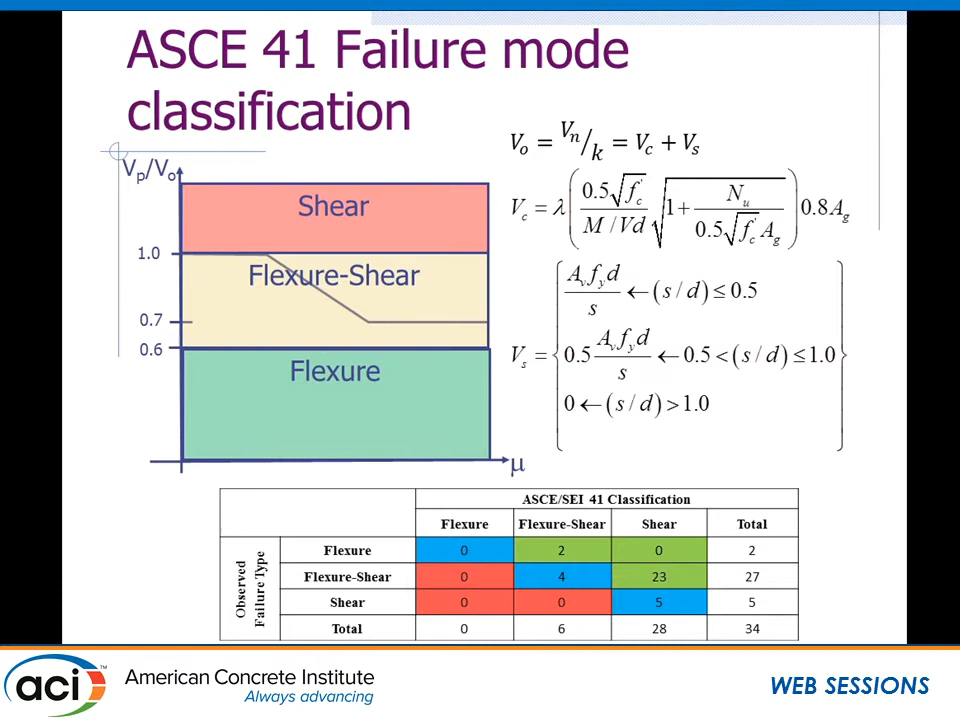 ASCE 41 Failure mode
classification
V_o = V_n/k = V_c + V_s
V_p/V_o
Shear
V_c = λ ( 0.5√f'_c / (M/Vd) √(1 + N_u / (0.5√f'_c A_g)) ) 0.8A_g
1.0
Flexure-Shear
A_v f_y d / s ← (s/d) ≤ 0.5
0.7
0.6
V_s = { 0.5 A_v f_y d / s ← 0.5 < (s/d) ≤ 1.0 }
Flexure
0 ← (s/d) > 1.0
μ
ASCE/SEI 41 Classification
Flexure Flexure-Shear Shear Total
Observed
Failure Type
Flexure 0 2 0 2
Flexure-Shear 0 4 23 27
Shear 0 0 5 5
Total 0 6 28 34
aci™
American Concrete Institute
Always advancing
WEB SESSIONS